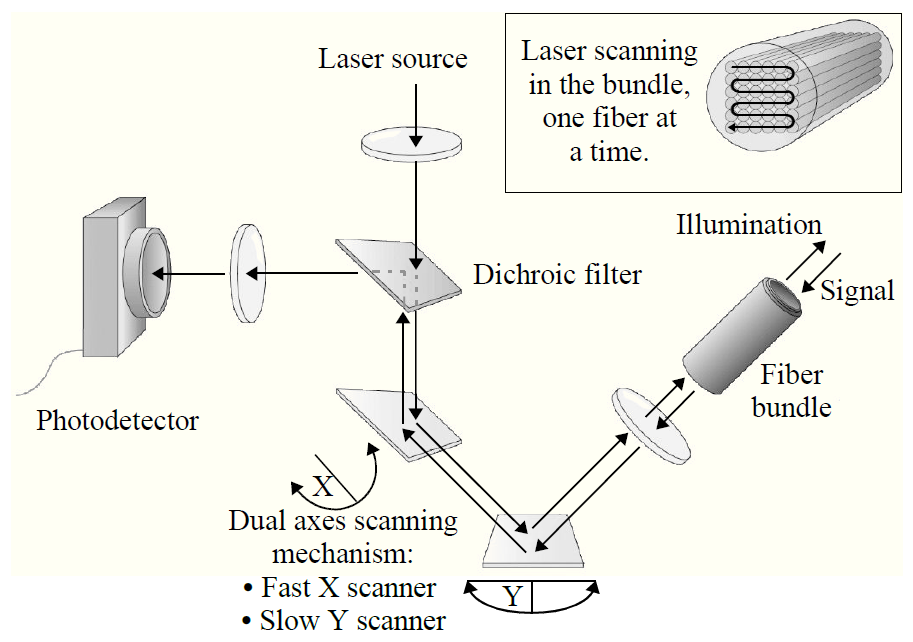 Laser source
Laser scanning
in the bundle,
one fiber at
a time.
Illumination
Dichroic filter
Signal
Fiber
bundle
Photodetector
X
Dual axes scanning
mechanism:
• Fast X scanner
• Slow Y scanner
Y